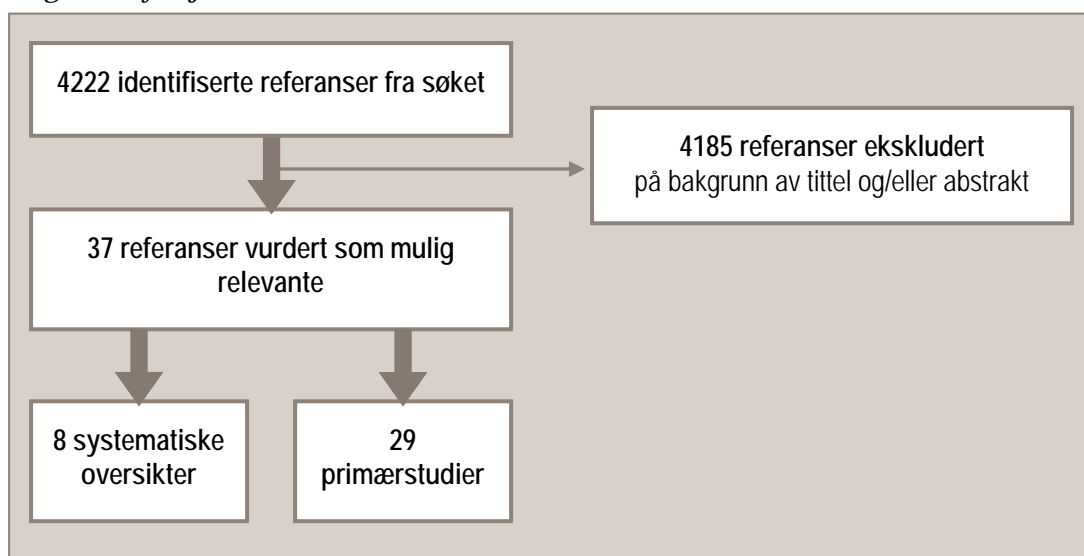 4222 identifiserte referanser fra søket
4185 referanser ekskludert
på bakgrunn av tittel og/eller abstrakt
37 referanser vurdert som mulig
relevante
8 systematiske
oversikter
29
primærstudier